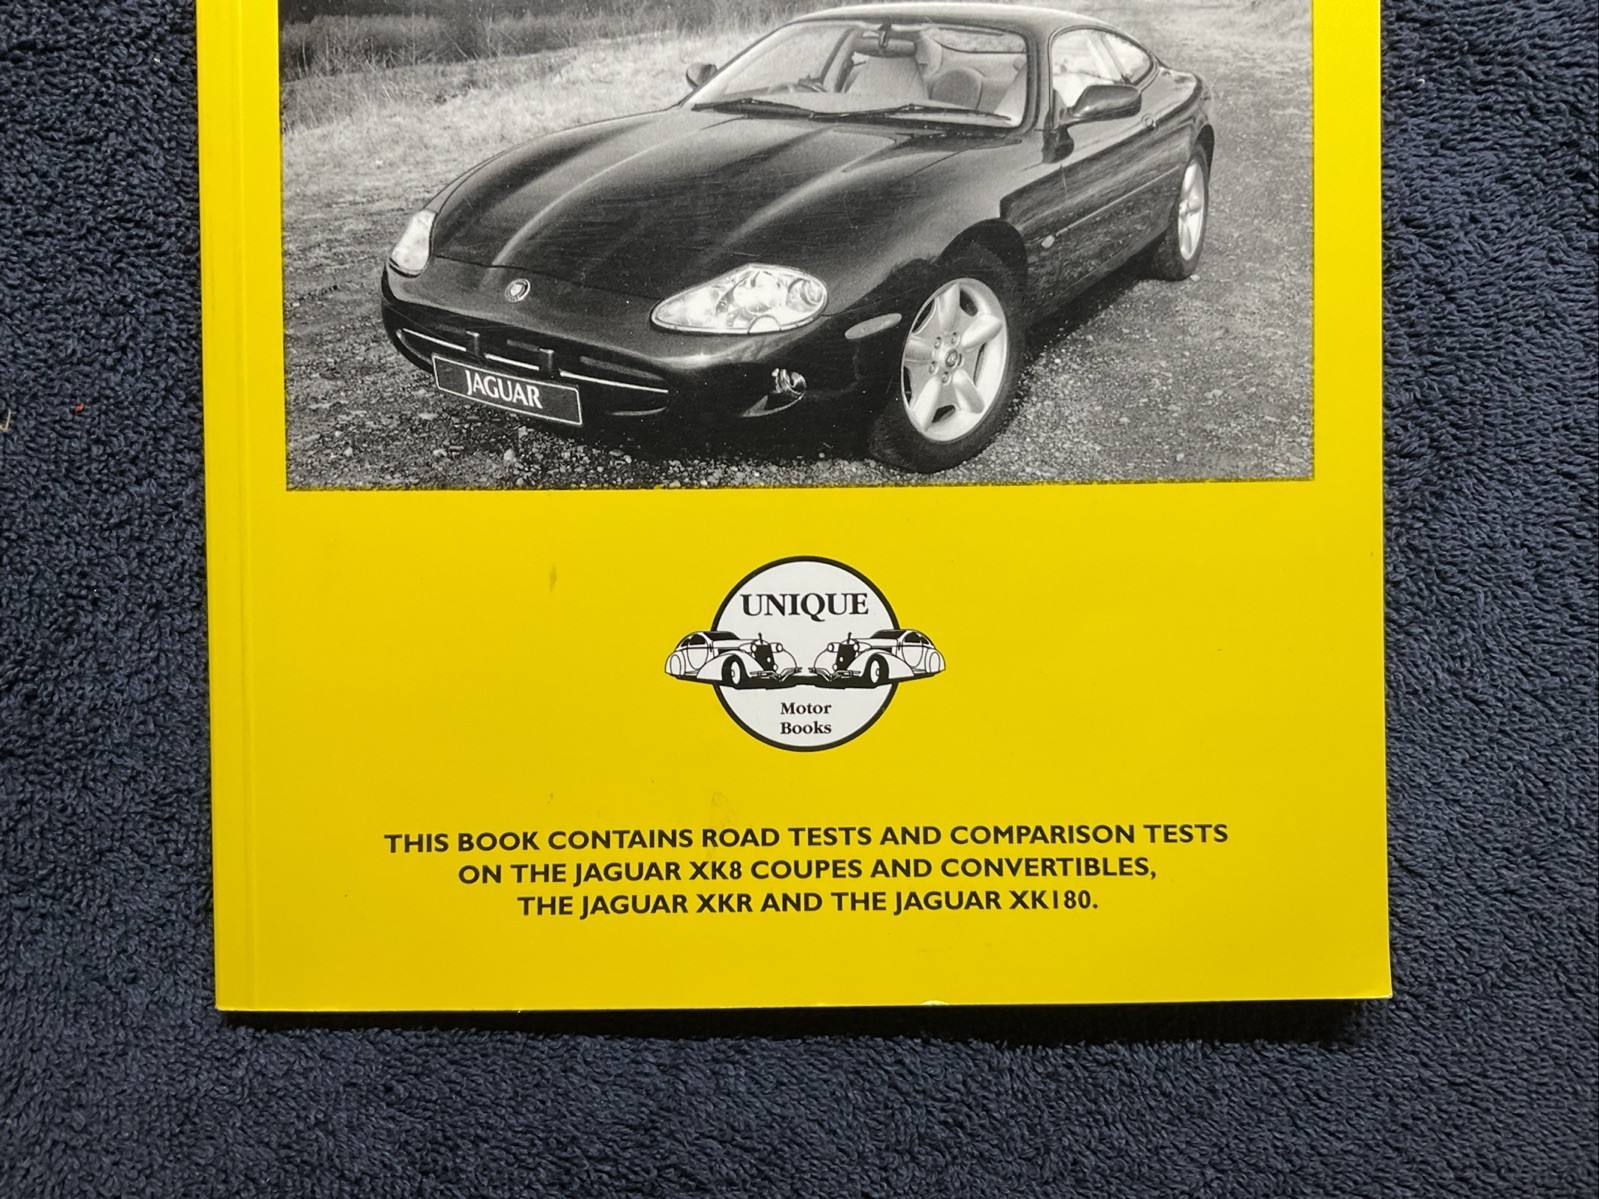 JAGUAR
UNIQUE
Motor
Books
THIS BOOK CONTAINS ROAD TESTS AND COMPARISON TESTS
ON THE JAGUAR XK8 COUPES AND CONVERTIBLES,
THE JAGUAR XKR AND THE JAGUAR XK180.